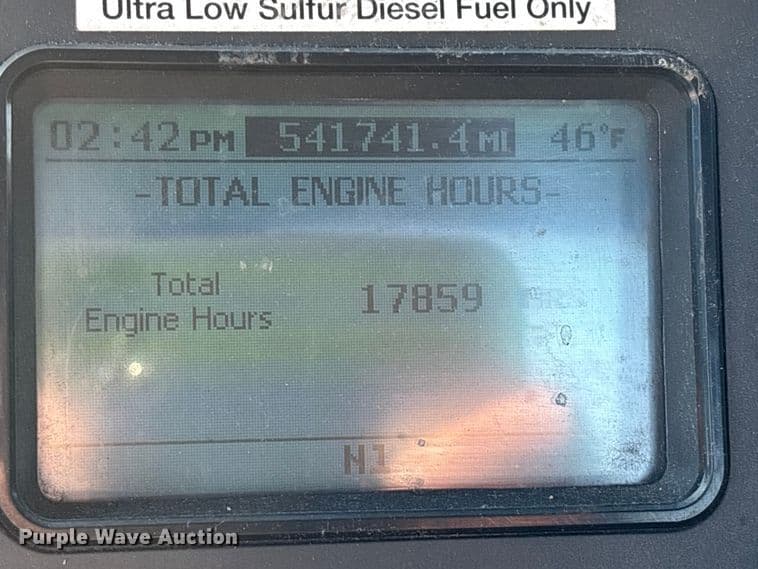 Ultra Low Sulfur Diesel Fuel Only
02:42 PM 541741.4 MI 46°F
-TOTAL ENGINE HOURS-
Total
Engine Hours 17859
N1
Purple Wave Auction